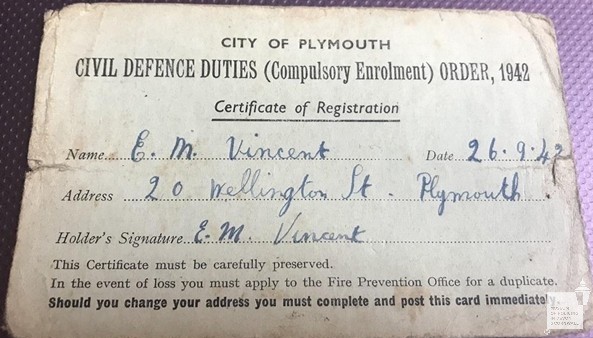 CITY OF PLYMOUTH
CIVIL DEFENCE DUTIES (Compulsory Enrolment) ORDER, 1942
Certificate of Registration
Name E. M. Vincent Date 26.9.42
Address 20 Wellington St - Plymouth
Holder's Signature E.M. Vincent
This Certificate must be carefully preserved.
In the event of loss you must apply to the Fire Prevention Office for a duplicate.
Should you change your address you must complete and post this card immediately.